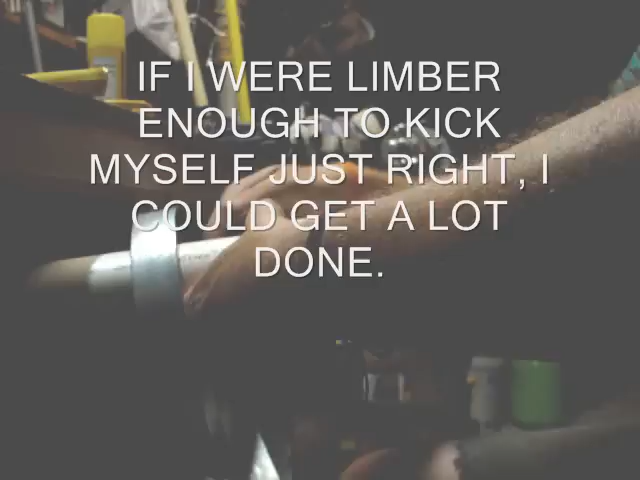 IF I WERE LIMBER
ENOUGH TO KICK
MYSELF JUST RIGHT, I
COULD GET A LOT
DONE.